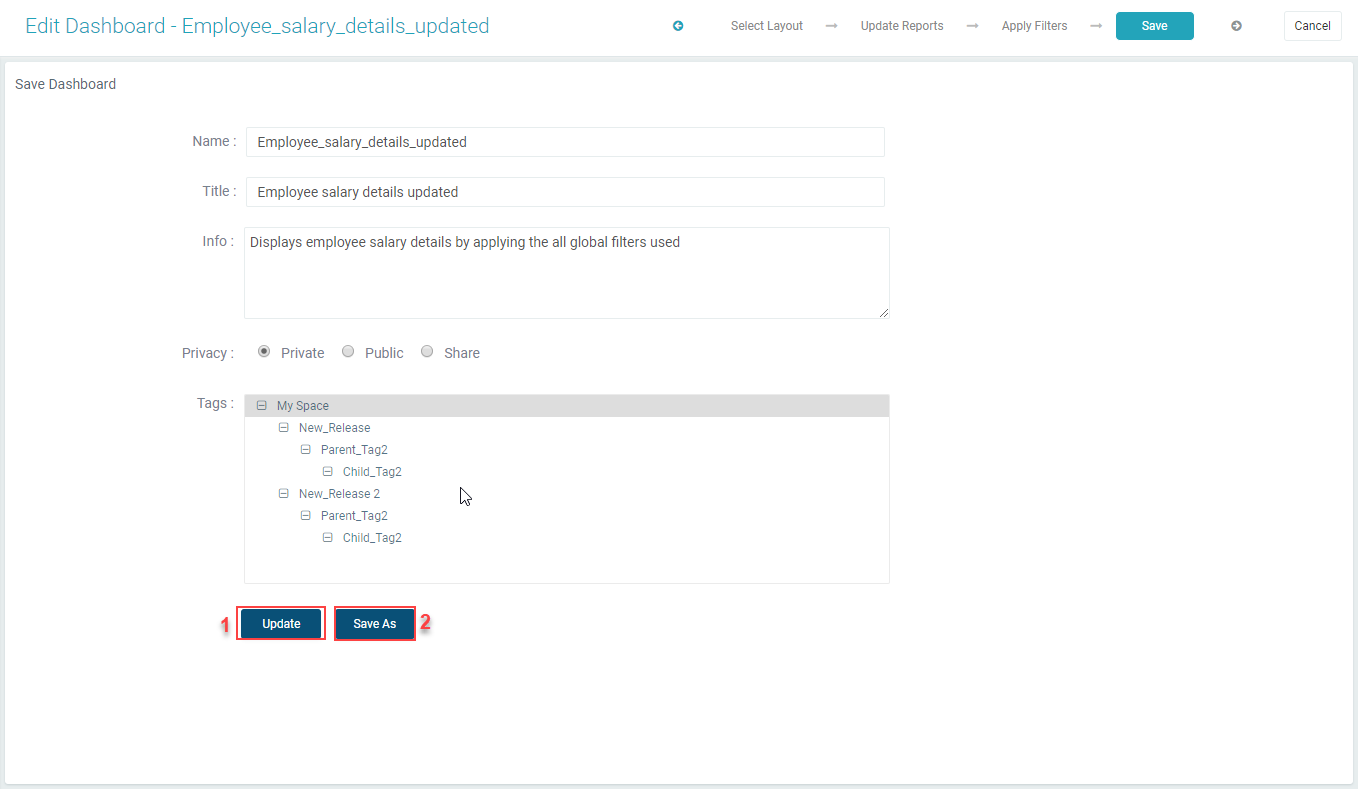 Edit Dashboard - Employee_salary_details_updated
Select Layout Update Reports Apply Filters Save Cancel
Save Dashboard
Name : Employee_salary_details_updated
Title : Employee salary details updated
Info : Displays employee salary details by applying the all global filters used
Privacy : Private Public Share
Tags : My Space
New_Release
Parent_Tag2
Child_Tag2
New_Release 2
Parent_Tag2
Child_Tag2
1 Update Save As 2